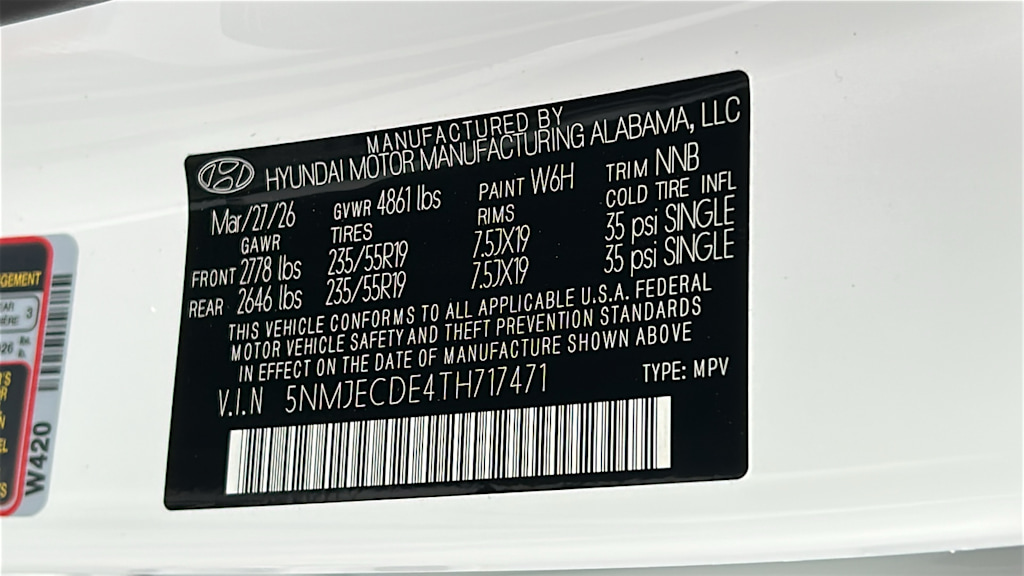 MANUFACTURED BY
HYUNDAI MOTOR MANUFACTURING ALABAMA, LLC
Mar/27/26 GVWR 4861 lbs PAINT W6H TRIM NNB
GAWR TIRES RIMS COLD TIRE INFL
FRONT 2778 lbs 235/55R19 7.5JX19 35 psi SINGLE
REAR 2646 lbs 235/55R19 7.5JX19 35 psi SINGLE
THIS VEHICLE CONFORMS TO ALL APPLICABLE U.S.A. FEDERAL
MOTOR VEHICLE SAFETY AND THEFT PREVENTION STANDARDS
IN EFFECT ON THE DATE OF MANUFACTURE SHOWN ABOVE
V.I.N 5NMJECDE4TH717471 TYPE: MPV
3
W420